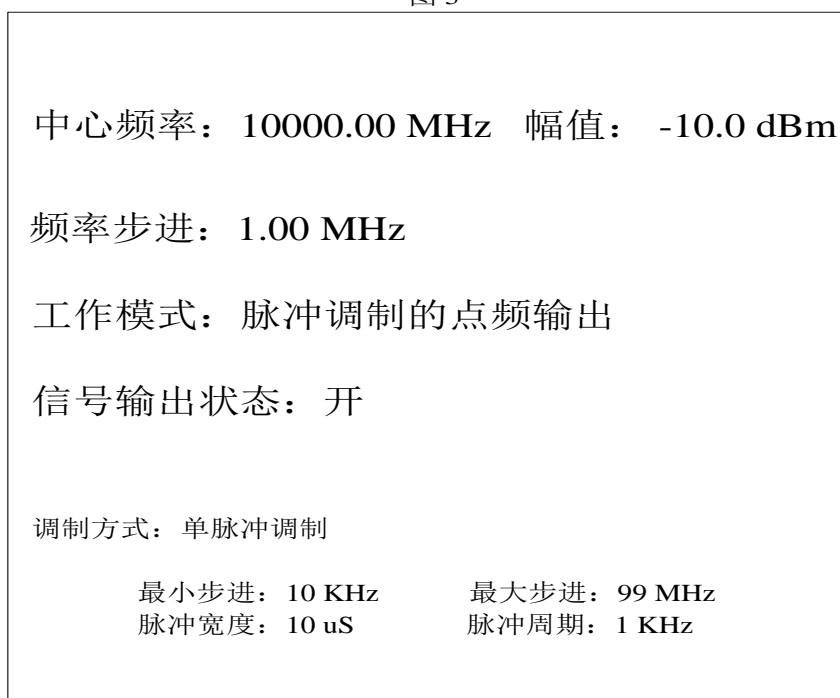 中心频率：10000.00 MHz 幅值： -10.0 dBm
频率步进：1.00 MHz
工作模式：脉冲调制的点频输出
信号输出状态：开
调制方式：单脉冲调制
最小步进：10 KHz 最大步进：99 MHz
脉冲宽度：10 uS 脉冲周期：1 KHz